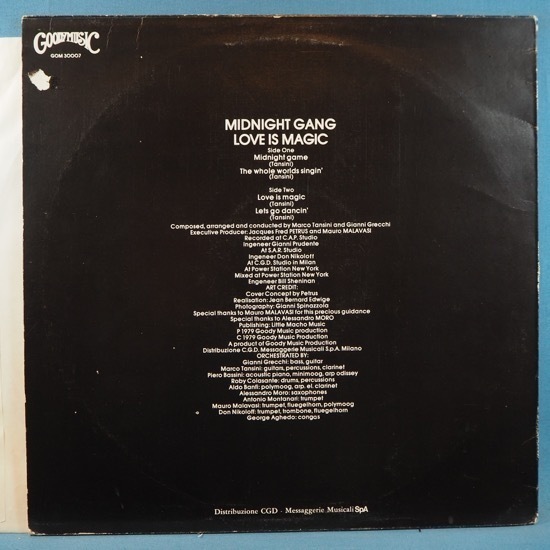 GOODYMUSIC
GOM 30007
MIDNIGHT GANG
LOVE IS MAGIC
Side One
Midnight game
(Tansini)
The whole worlds singin'
(Tansini)
Side Two
Love is magic
(Tansini)
Lets go dancin'
(Tansini)
Composed, arranged and conducted by Marco Tansini and Gianni Grecchi
Executive Producer: Jacques Fred PETRUS and Mauro MALAVASI
Recorded at C.A.P. Studio
Ingeneer Gianni Prudente
At S.A.R. Studio
Ingeneer Don Nikoloff
At C.G.D. Studio in Milan
At Power Station New York
Mixed at Power Station New York
Engeneer Bill Sheninan
ART CREDIT:
Cover Concept by Petrus
Realisation: Jean Bernard Edwige
Photography: Gianni Spinazzola
Special thanks to Mauro MALAVASI for his precious guidance
Special thanks to Alessandro MORO
Publishing: Little Macho Music
P 1979 Goody Music production
C 1979 Goody Music Production
A product of Goody Music Production
Distribuzione C.G.D. Messaggerie Musicali S.p.A. Milano
ORCHESTRATED BY:
Gianni Grecchi: bass, guitar
Marco Tansini: guitars, percussions, clarinet
Piero Bassini: acoustic piano, minimoog, arp odissey
Roby Colosante: drums, percussions
Aldo Banfi: polymoog, arp. el. clarinet
Alessandro Moro: saxophones
Antonio Montanari: trumpet
Mauro Malavasi: trumpet, fluegelhorn, polymoog
Don Nikoloff: trumpet, trombone, fluegelhorn
George Aghedo: congas
Distribuzione CGD - Messaggerie Musicali SpA